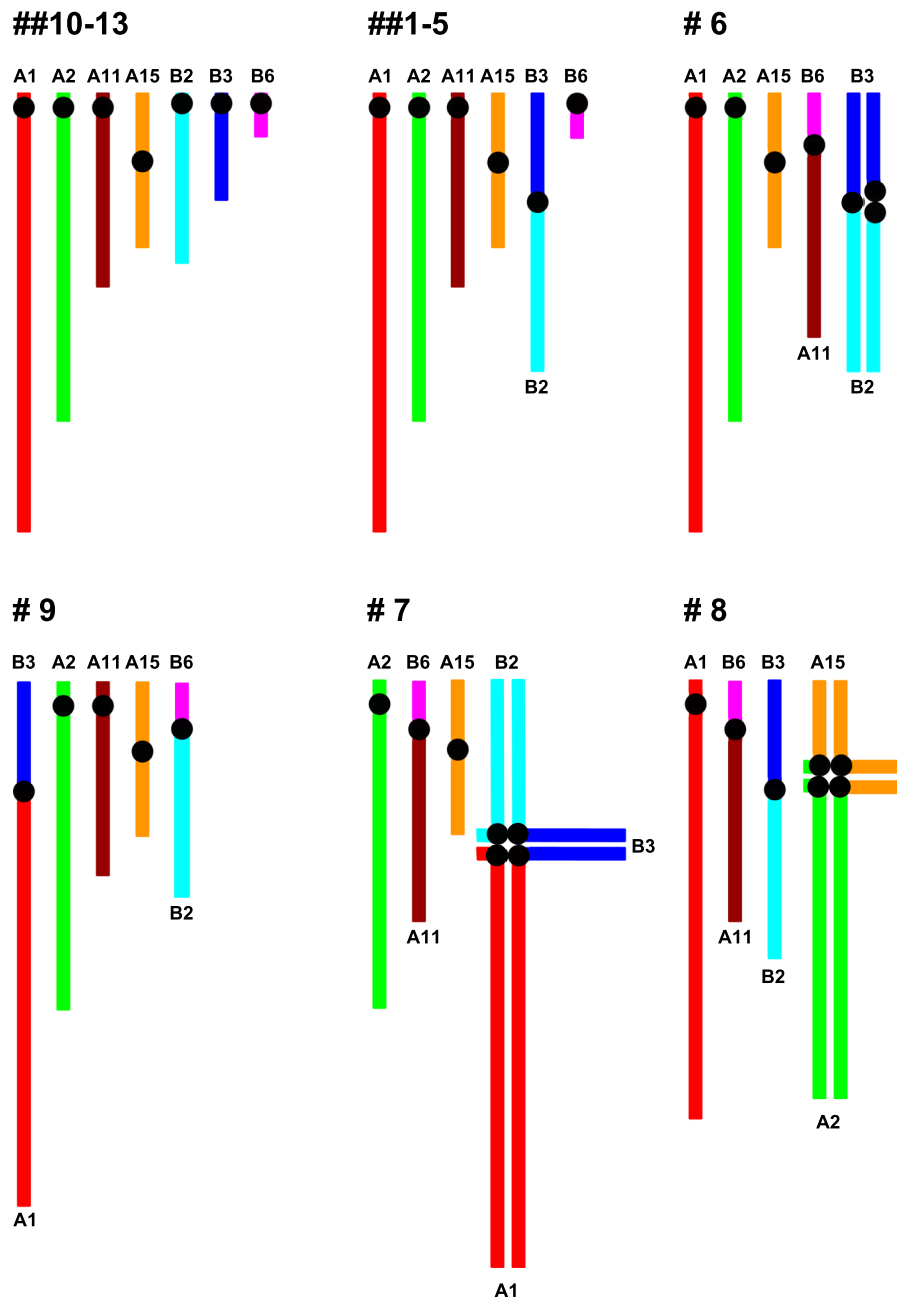 ##10-13
##1-5
# 6
A1 A2 A11 A15 B2 B3 B6
A1 A2 A11 A15 B3 B6
A1 A2 A15 B6 B3
A11
B2
B2
# 9
# 7
# 8
B3 A2 A11 A15 B6
A2 B6 A15 B2
A1 B6 B3 A15
B3
B2
A11
A11
B2
A2
A1
A1